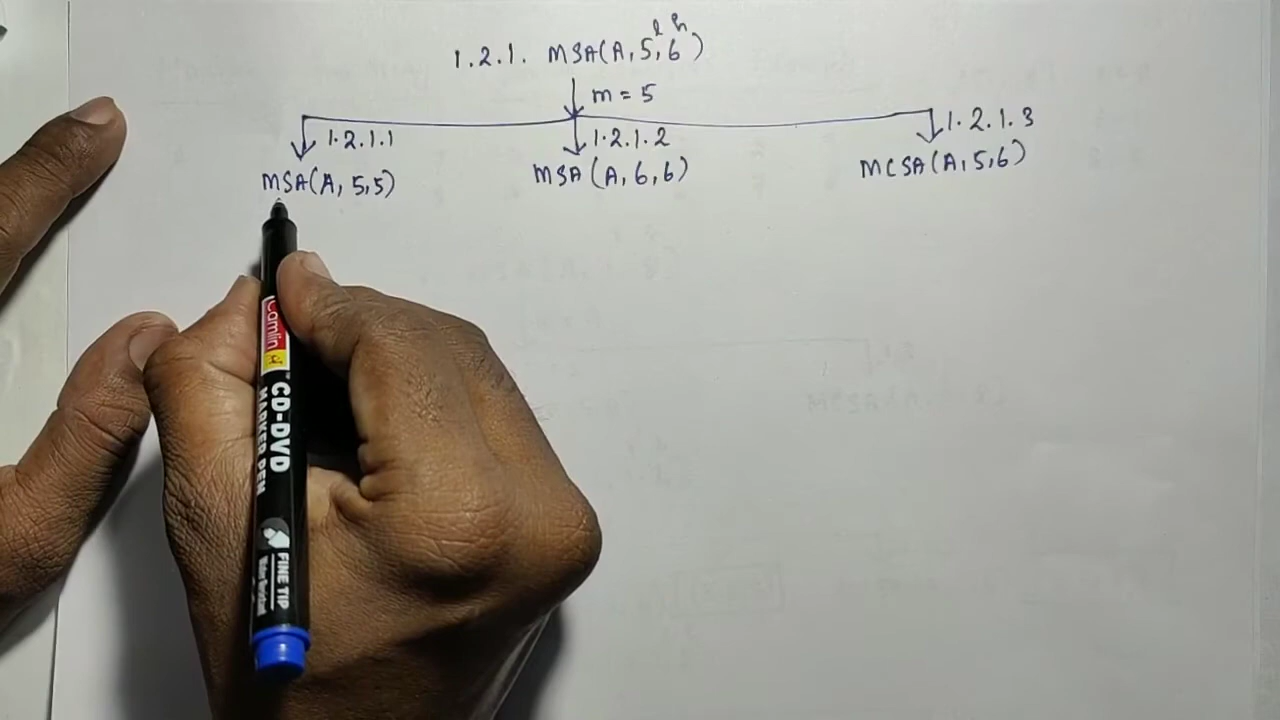 l h
1.2.1. MSA(A,5,6)
m = 5
1.2.1.1
1.2.1.2
1.2.1.3
MSA(A, 5,5)
MSA (A, 6, 6)
MCSA(A,5,6)
Camlin
CD-DVD
MARKER PEN
FINE TIP